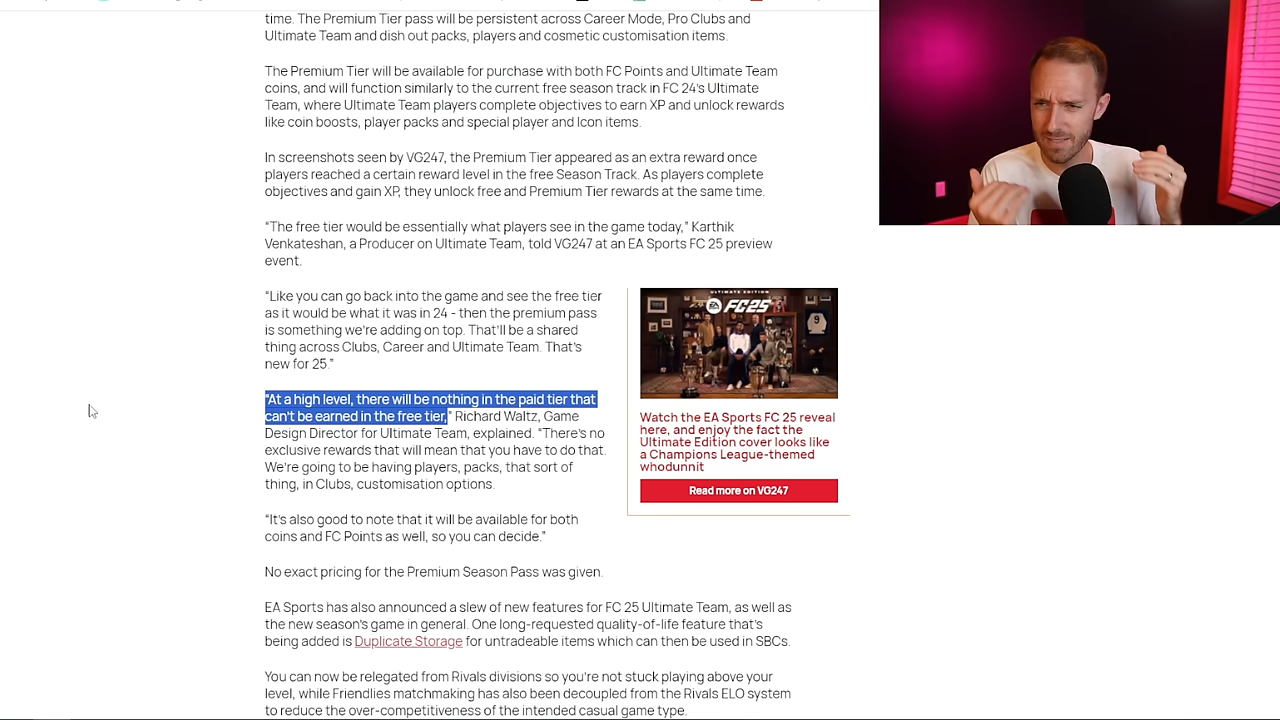 time. The Premium Tier pass will be persistent across Career Mode, Pro Clubs and
Ultimate Team and dish out packs, players and cosmetic customisation items.
The Premium Tier will be available for purchase with both FC Points and Ultimate Team
coins, and will function similarly to the current free season track in FC 24's Ultimate
Team, where Ultimate Team players complete objectives to earn XP and unlock rewards
like coin boosts, player packs and special player and Icon items.
In screenshots seen by VG247, the Premium Tier appeared as an extra reward once
players reached a certain reward level in the free Season Track. As players complete
objectives and gain XP, they unlock free and Premium Tier rewards at the same time.
“The free tier would be essentially what players see in the game today,” Karthik
Venkateshan, a Producer on Ultimate Team, told VG247 at an EA Sports FC 25 preview
event.
“Like you can go back into the game and see the free tier
as it would be what it was in 24 - then the premium pass
is something we're adding on top. That'll be a shared
thing across Clubs, Career and Ultimate Team. That's
new for 25.”
“At a high level, there will be nothing in the paid tier that
can't be earned in the free tier,” Richard Waltz, Game
Design Director for Ultimate Team, explained. “There's no
exclusive rewards that will mean that you have to do that.
We're going to be having players, packs, that sort of
thing, in Clubs, customisation options.
“It's also good to note that it will be available for both
coins and FC Points as well, so you can decide.”
ULTIMATE EDITION
EA SPORTS FC25
9
Watch the EA Sports FC 25 reveal
here, and enjoy the fact the
Ultimate Edition cover looks like
a Champions League-themed
whodunnit
Read more on VG247
No exact pricing for the Premium Season Pass was given.
EA Sports has also announced a slew of new features for FC 25 Ultimate Team, as well as
the new season's game in general. One long-requested quality-of-life feature that's
being added is Duplicate Storage for untradeable items which can then be used in SBCs.
You can now be relegated from Rivals divisions so you're not stuck playing above your
level, while Friendlies matchmaking has also been decoupled from the Rivals ELO system
to reduce the over-competitiveness of the intended casual game type.